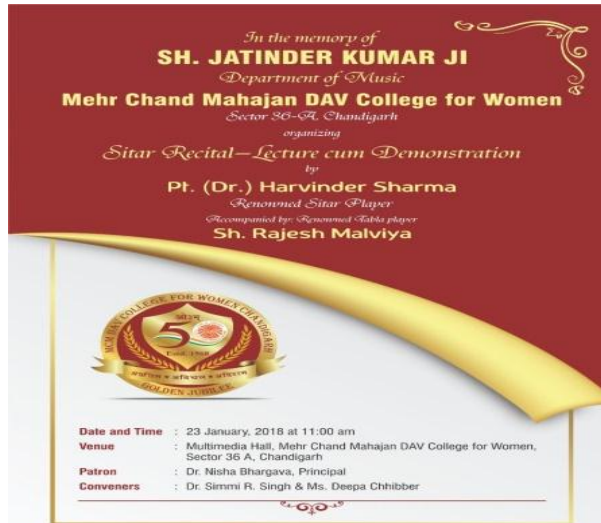 In the memory of
SH. JATINDER KUMAR JI
Department of Music
Mehr Chand Mahajan DAV College for Women
Sector 36-A, Chandigarh
organizing
Sitar Recital—Lecture cum Demonstration
by
Pt. (Dr.) Harvinder Sharma
Renowned Sitar Player
Accompanied by: Renowned Tabla player
Sh. Rajesh Malviya
MCM DAV COLLEGE FOR WOMEN CHANDIGARH
ओ३म्
50
Estd. 1968
GOLDEN JUBILEE
Date and Time : 23 January, 2018 at 11:00 am
Venue : Multimedia Hall, Mehr Chand Mahajan DAV College for Women,
Sector 36 A, Chandigarh
Patron : Dr. Nisha Bhargava, Principal
Conveners : Dr. Simmi R. Singh & Ms. Deepa Chhibber